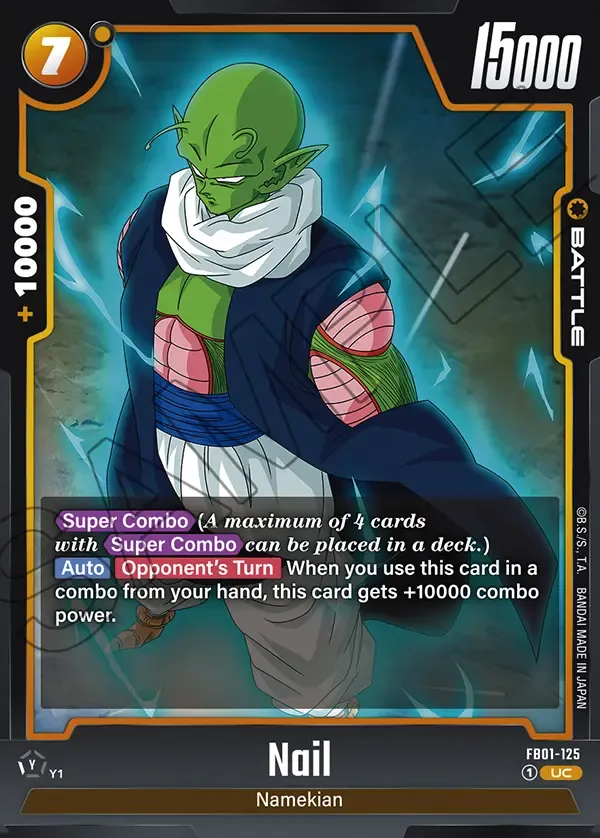 7
15000
+ 10000
BATTLE
SAMPLE
Super Combo (A maximum of 4 cards
with Super Combo can be placed in a deck.)
Auto Opponent's Turn When you use this card in a
combo from your hand, this card gets +10000 combo
power.
©B.S./S., T.A. BANDAI MADE IN JAPAN
Nail
FB01-125
Y Y1
1 UC
Namekian